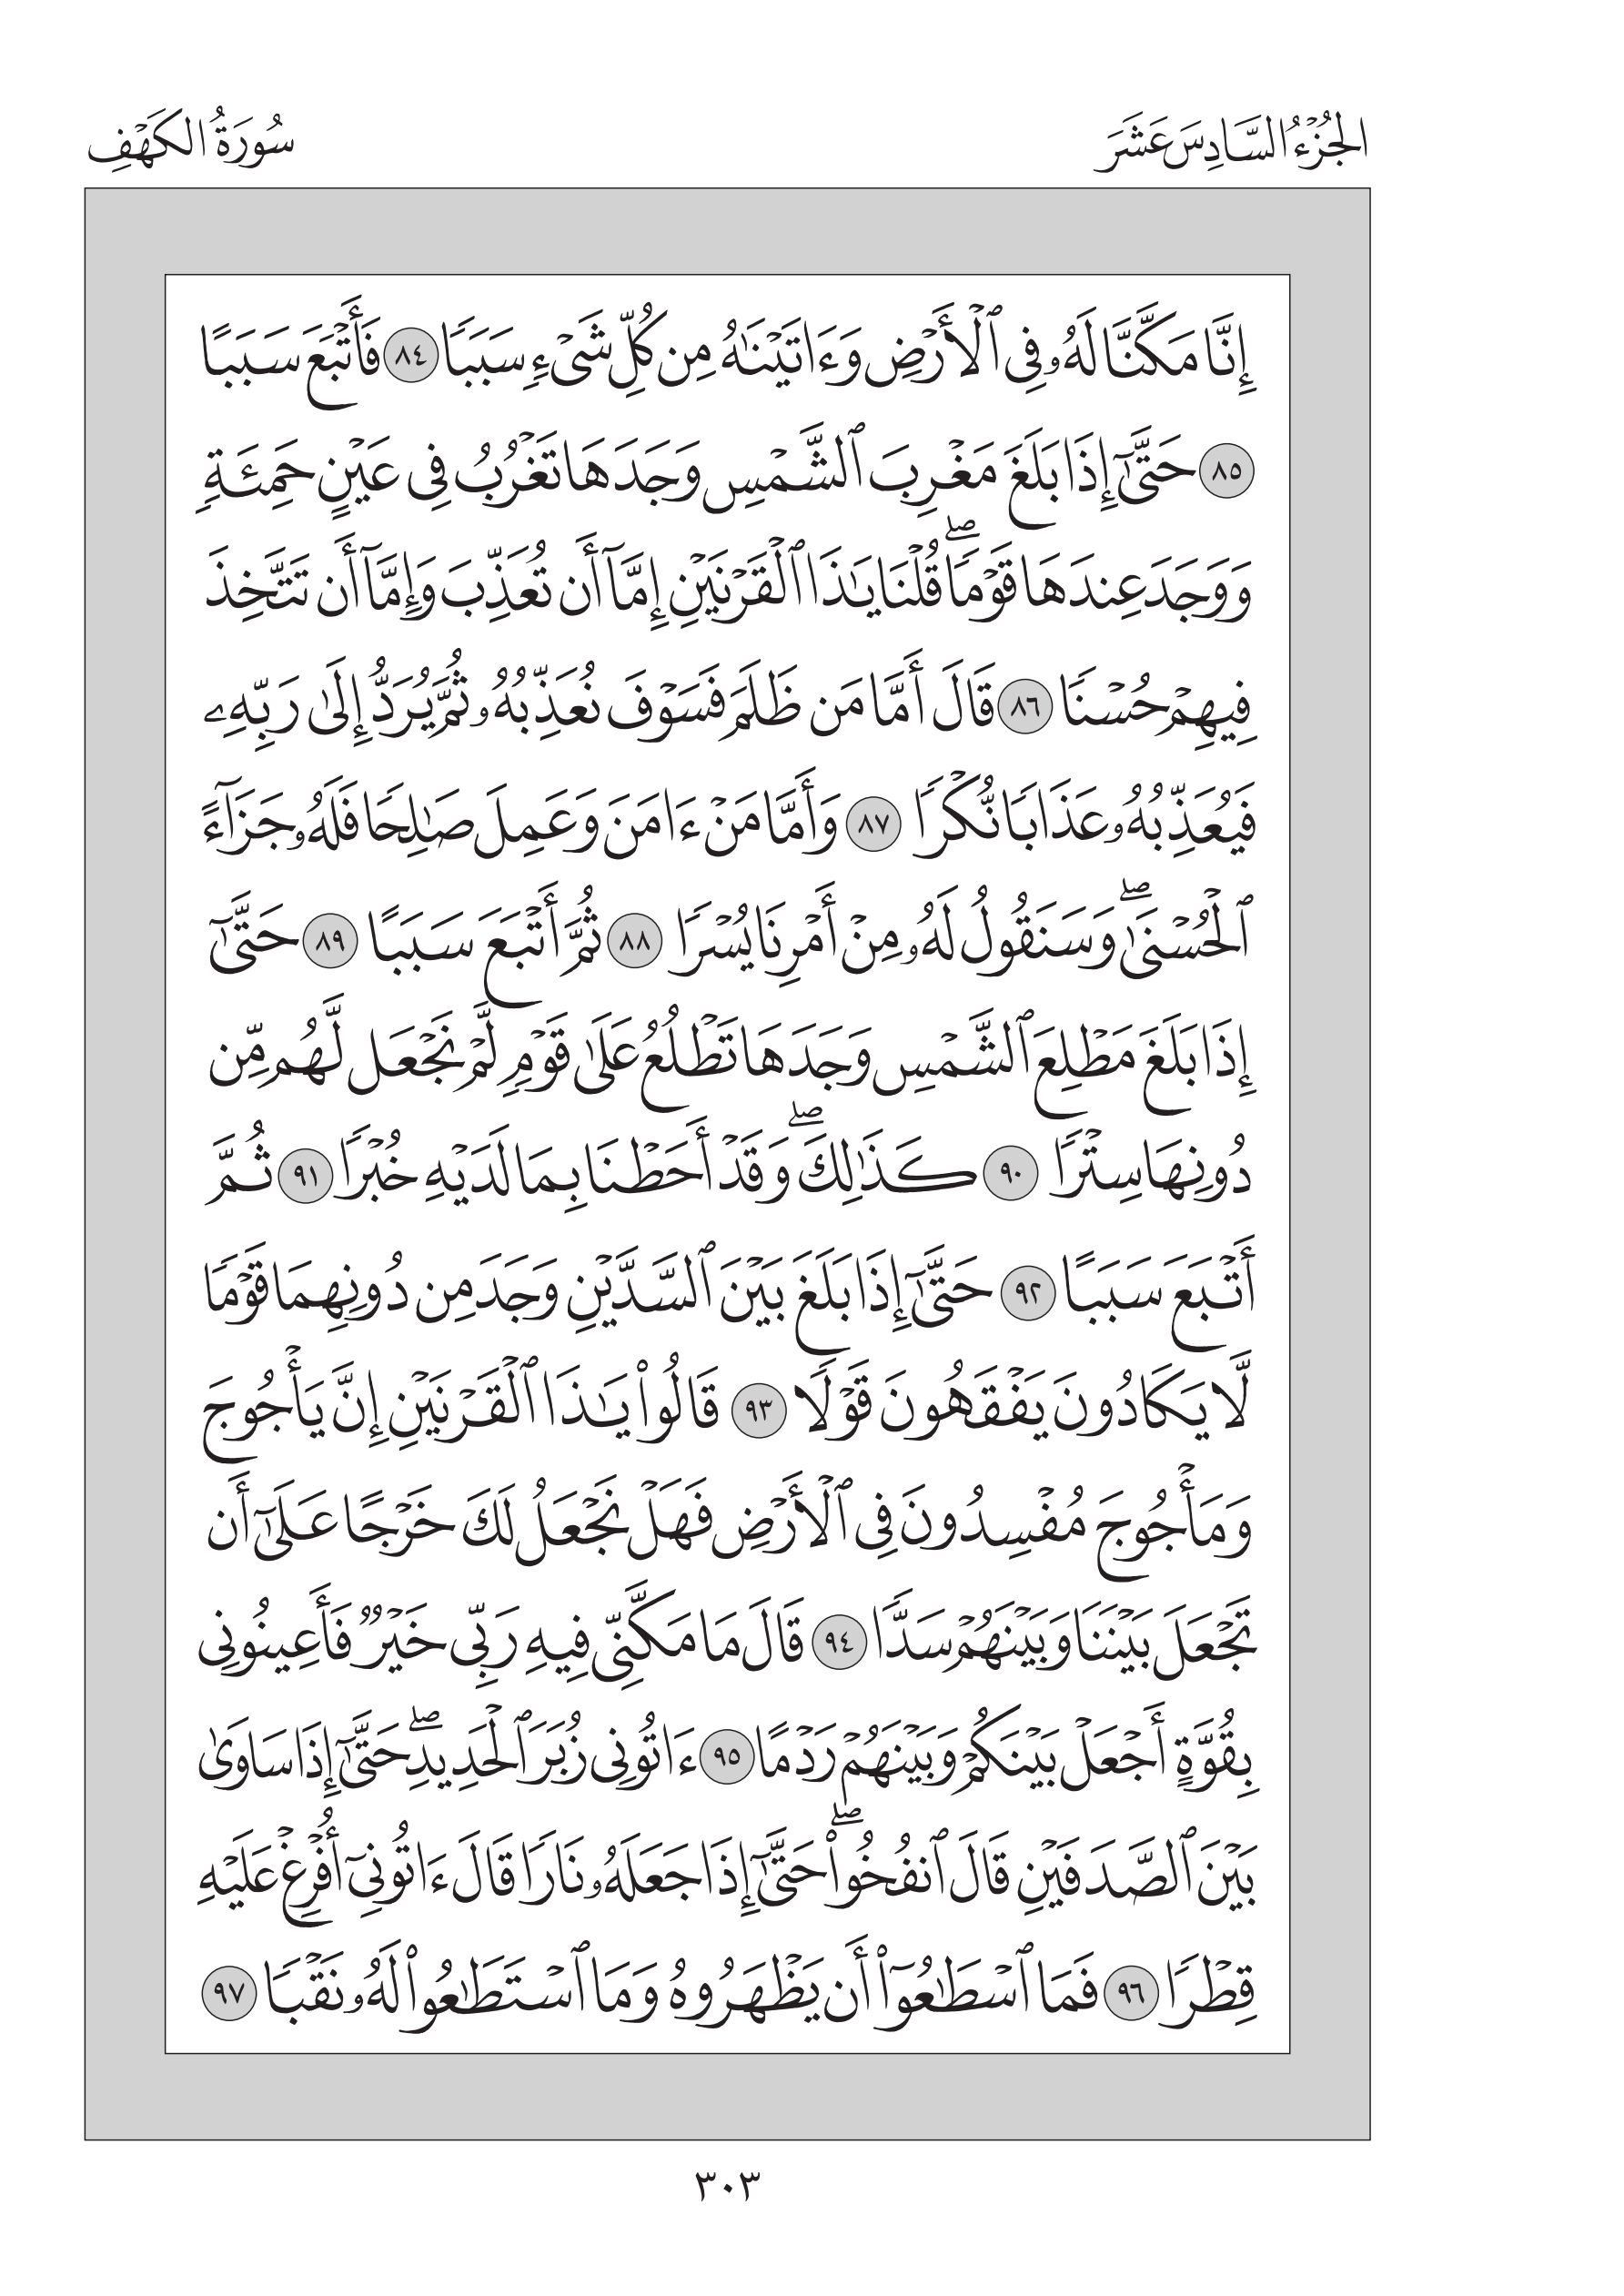 الجُزْءُ السَّادِسَ عَشَرَ
سُورَةُ الكَهْفِ
إِنَّا مَكَّنَّا لَهُۥ فِى ٱلْأَرْضِ وَءَاتَيْنَٰهُ مِن كُلِّ شَىْءٍ سَبَبًا ٨٤ فَأَتْبَعَ سَبَبًا
٨٥ حَتَّىٰٓ إِذَا بَلَغَ مَغْرِبَ ٱلشَّمْسِ وَجَدَهَا تَغْرُبُ فِى عَيْنٍ حَمِئَةٍ
وَوَجَدَ عِندَهَا قَوْمًا ۖ قُلْنَا يَٰذَا ٱلْقَرْنَيْنِ إِمَّآ أَن تُعَذِّبَ وَإِمَّآ أَن تَتَّخِذَ
فِيهِمْ حُسْنًا ٨٦ قَالَ أَمَّا مَن ظَلَمَ فَسَوْفَ نُعَذِّبُهُۥ ثُمَّ يُرَدُّ إِلَىٰ رَبِّهِۦ
فَيُعَذِّبُهُۥ عَذَابًا نُّكْرًا ٨٧ وَأَمَّا مَنْ ءَامَنَ وَعَمِلَ صَٰلِحًا فَلَهُۥ جَزَآءً
ٱلْحُسْنَىٰ ۖ وَسَنَقُولُ لَهُۥ مِنْ أَمْرِنَا يُسْرًا ٨٨ ثُمَّ أَتْبَعَ سَبَبًا ٨٩ حَتَّىٰٓ
إِذَا بَلَغَ مَطْلِعَ ٱلشَّمْسِ وَجَدَهَا تَطْلُعُ عَلَىٰ قَوْمٍ لَّمْ نَجْعَل لَّهُم مِّن
دُونِهَا سِتْرًا ٩٠ كَذَٰلِكَ ۖ وَقَدْ أَحَطْنَا بِمَا لَدَيْهِ خُبْرًا ٩١ ثُمَّ
أَتْبَعَ سَبَبًا ٩٢ حَتَّىٰٓ إِذَا بَلَغَ بَيْنَ ٱلسَّدَّيْنِ وَجَدَ مِن دُونِهِمَا قَوْمًا
لَّا يَكَادُونَ يَفْقَهُونَ قَوْلًا ٩٣ قَالُوا۟ يَٰذَا ٱلْقَرْنَيْنِ إِنَّ يَأْجُوجَ
وَمَأْجُوجَ مُفْسِدُونَ فِى ٱلْأَرْضِ فَهَلْ نَجْعَلُ لَكَ خَرْجًا عَلَىٰٓ أَن
تَجْعَلَ بَيْنَنَا وَبَيْنَهُمْ سَدًّا ٩٤ قَالَ مَا مَكَّنِّى فِيهِ رَبِّى خَيْرٌ فَأَعِينُونِى
بِقُوَّةٍ أَجْعَلْ بَيْنَكُمْ وَبَيْنَهُمْ رَدْمًا ٩٥ ءَاتُونِى زُبَرَ ٱلْحَدِيدِ ۖ حَتَّىٰٓ إِذَا سَاوَىٰ
بَيْنَ ٱلصَّدَفَيْنِ قَالَ ٱنفُخُوا۟ ۖ حَتَّىٰٓ إِذَا جَعَلَهُۥ نَارًا قَالَ ءَاتُونِىٓ أُفْرِغْ عَلَيْهِ
قِطْرًا ٩٦ فَمَا ٱسْطَٰعُوٓا۟ أَن يَظْهَرُوهُ وَمَا ٱسْتَطَٰعُوا۟ لَهُۥ نَقْبًا ٩٧
٣٠٣